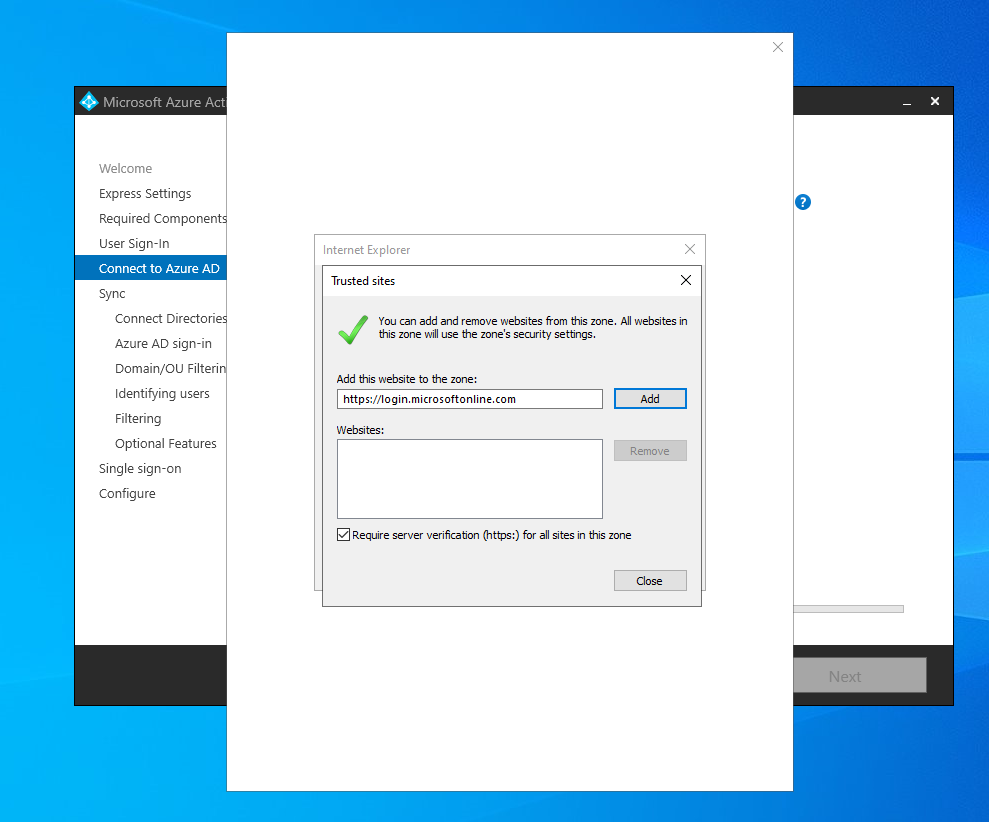 Microsoft Azure Acti
Welcome
Express Settings
Required Components
User Sign-In
Connect to Azure AD
Sync
Connect Directories
Azure AD sign-in
Domain/OU Filterin
Identifying users
Filtering
Optional Features
Single sign-on
Configure
?
Internet Explorer
Trusted sites
You can add and remove websites from this zone. All websites in
this zone will use the zone's security settings.
Add this website to the zone:
https://login.microsoftonline.com
Add
Websites:
Remove
Require server verification (https:) for all sites in this zone
Close
Next